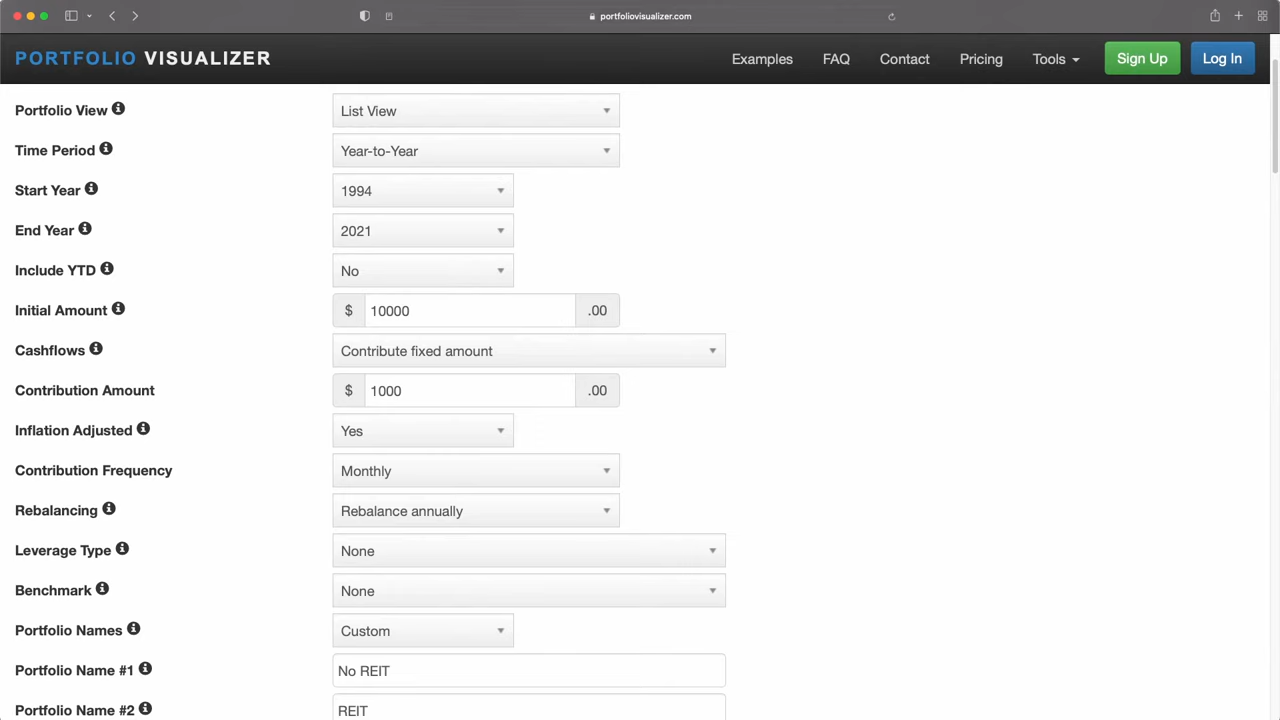 portfoliovisualizer.com
PORTFOLIO VISUALIZER Examples FAQ Contact Pricing Tools Sign Up Log In
Portfolio View List View
Time Period Year-to-Year
Start Year 1994
End Year 2021
Include YTD No
Initial Amount $ 10000 .00
Cashflows Contribute fixed amount
Contribution Amount $ 1000 .00
Inflation Adjusted Yes
Contribution Frequency Monthly
Rebalancing Rebalance annually
Leverage Type None
Benchmark None
Portfolio Names Custom
Portfolio Name #1 No REIT
Portfolio Name #2 REIT